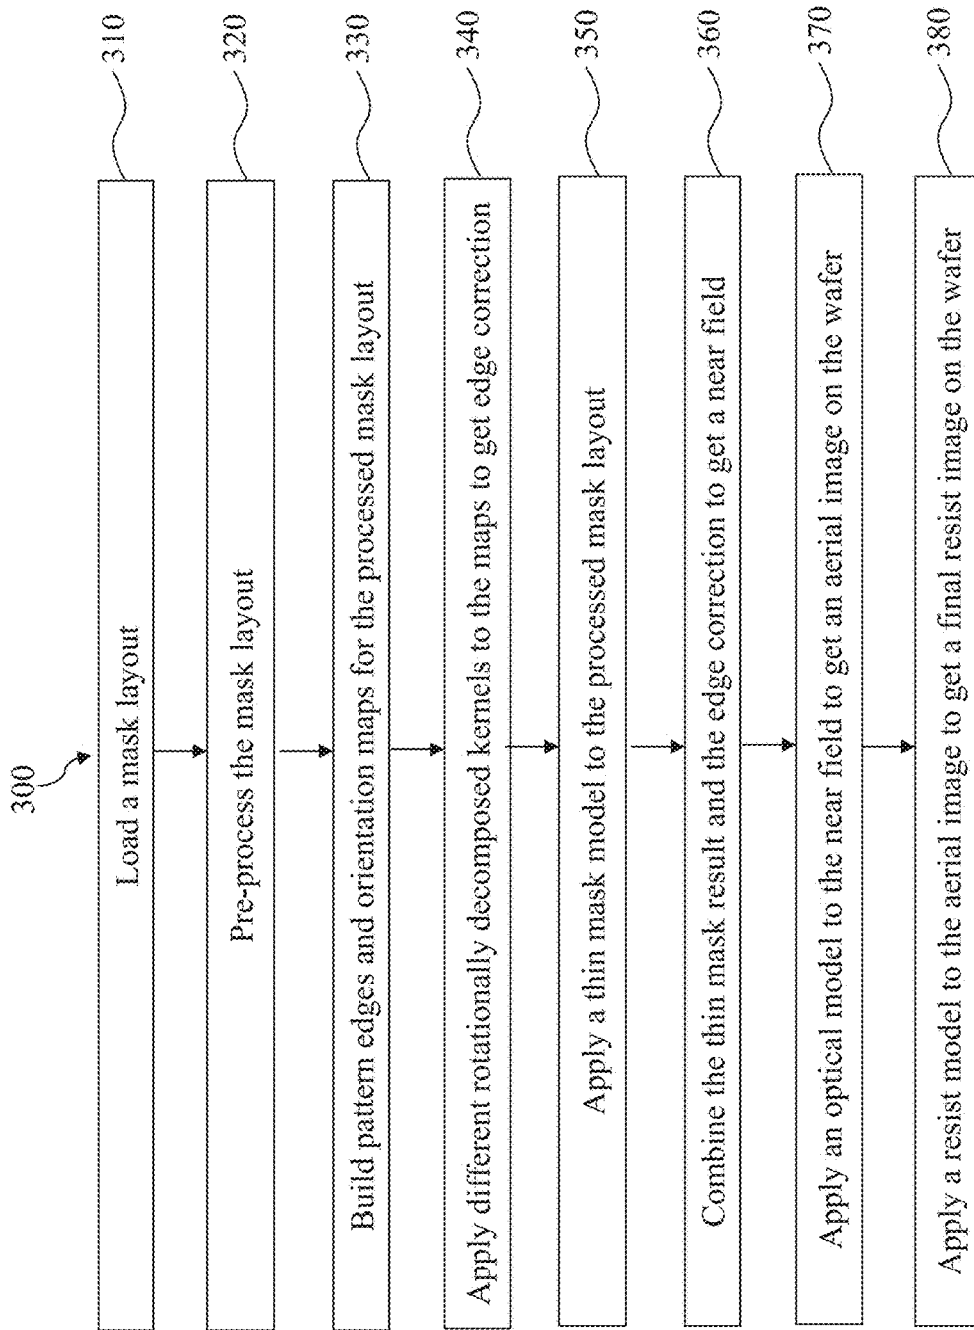 300
Load a mask layout
310
Pre-process the mask layout
320
Build pattern edges and orientation maps for the processed mask layout
330
Apply different rotationally decomposed kernels to the maps to get edge correction
340
Apply a thin mask model to the processed mask layout
350
Combine the thin mask result and the edge correction to get a near field
360
Apply an optical model to the near field to get an aerial image on the wafer
370
Apply a resist model to the aerial image to get a final resist image on the wafer
380